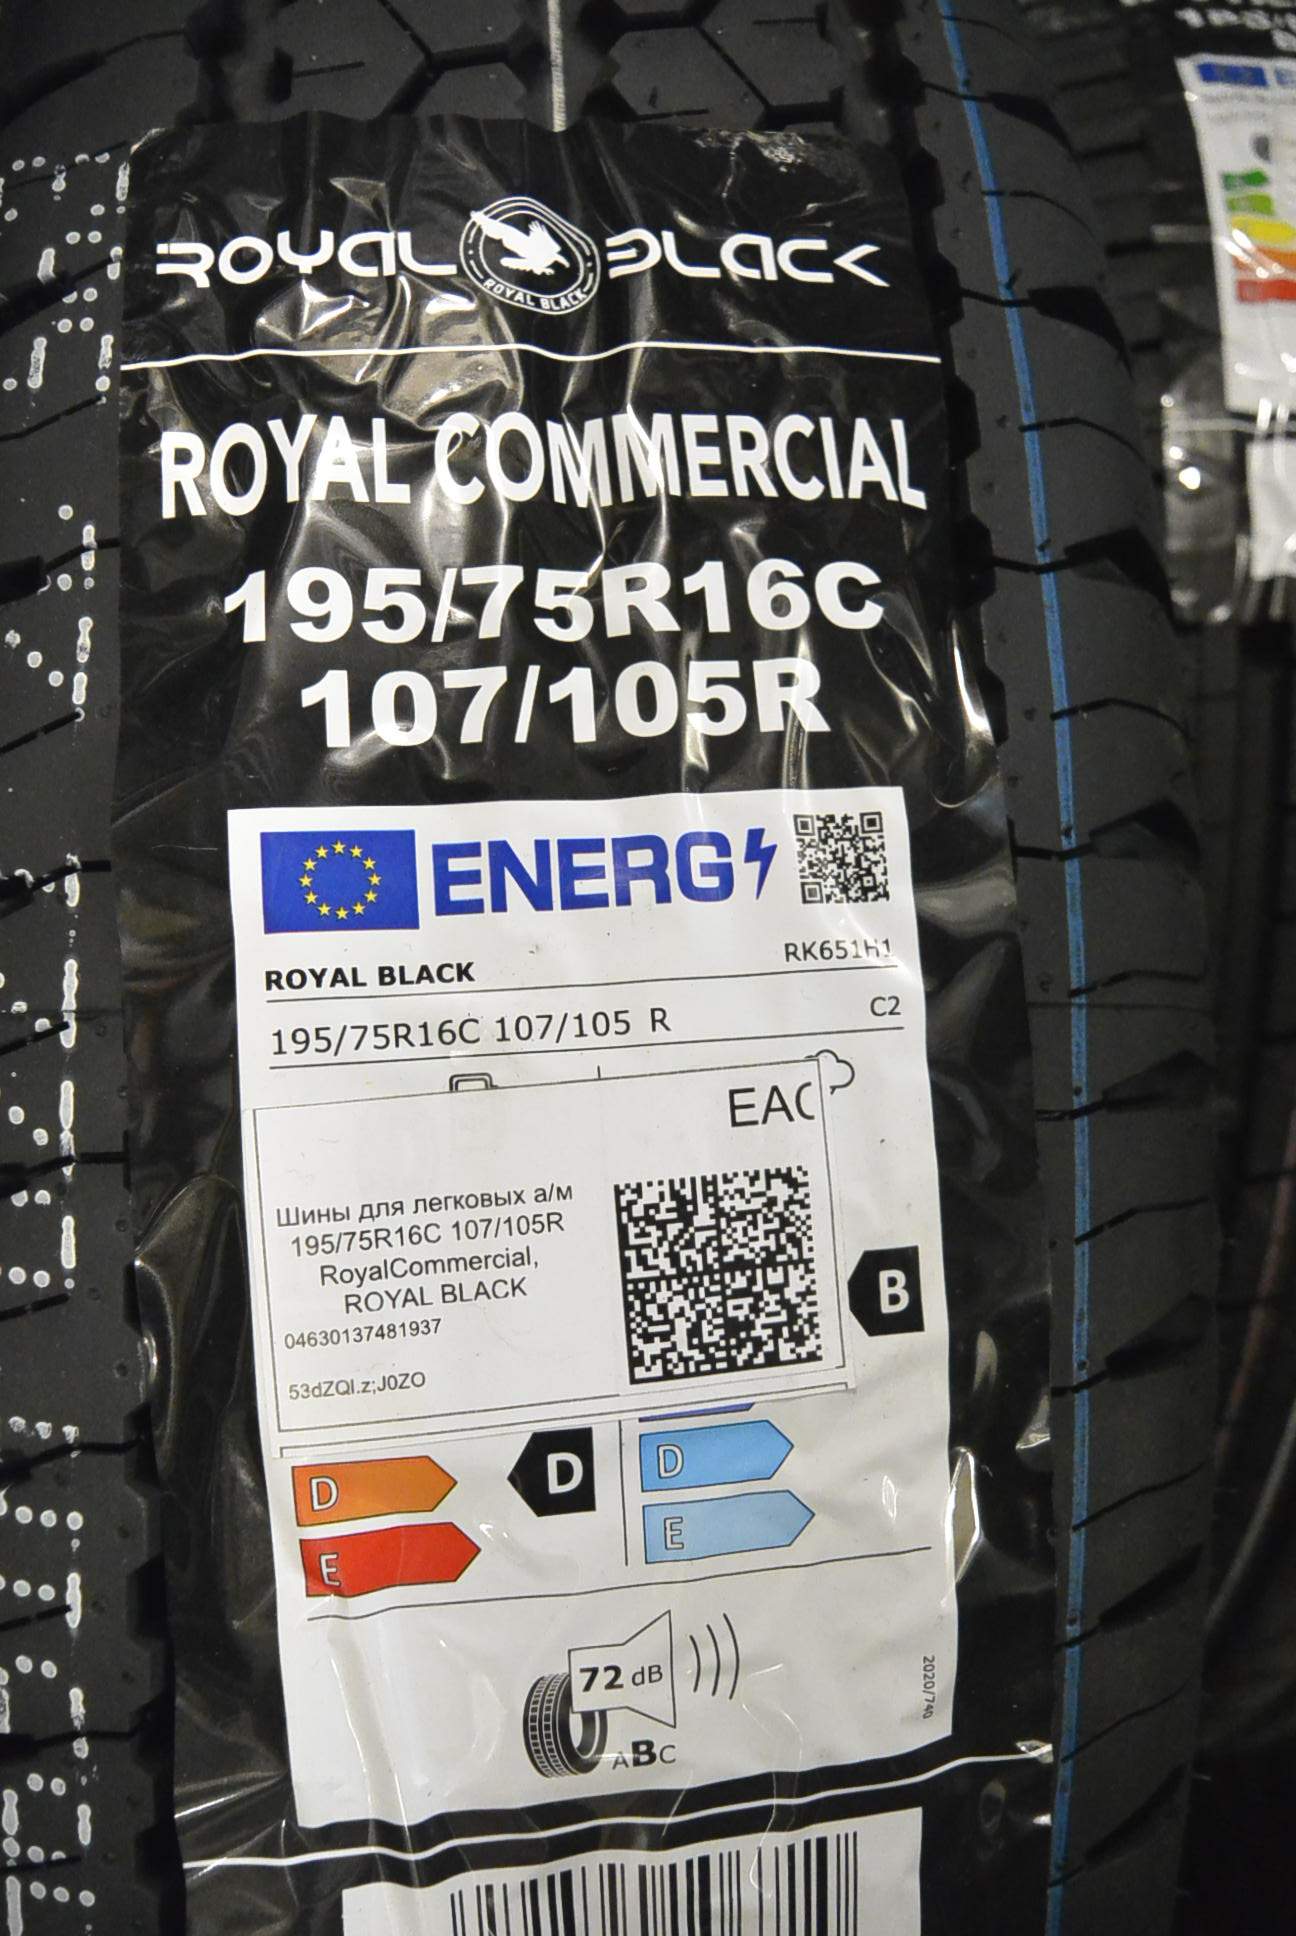 ROYAL BLACK
ROYAL BLACK
ROYAL COMMERCIAL
195/75R16C
107/105R
ENERG
ROYAL BLACK
RK651H1
195/75R16C 107/105 R
C2
EAC
Шины для легковых а/м
195/75R16C 107/105R
RoyalCommercial,
ROYAL BLACK
04630137481937
53dZQI.z;J0ZO
B
D
D
D
E
E
72 dB
ABC
2020/740